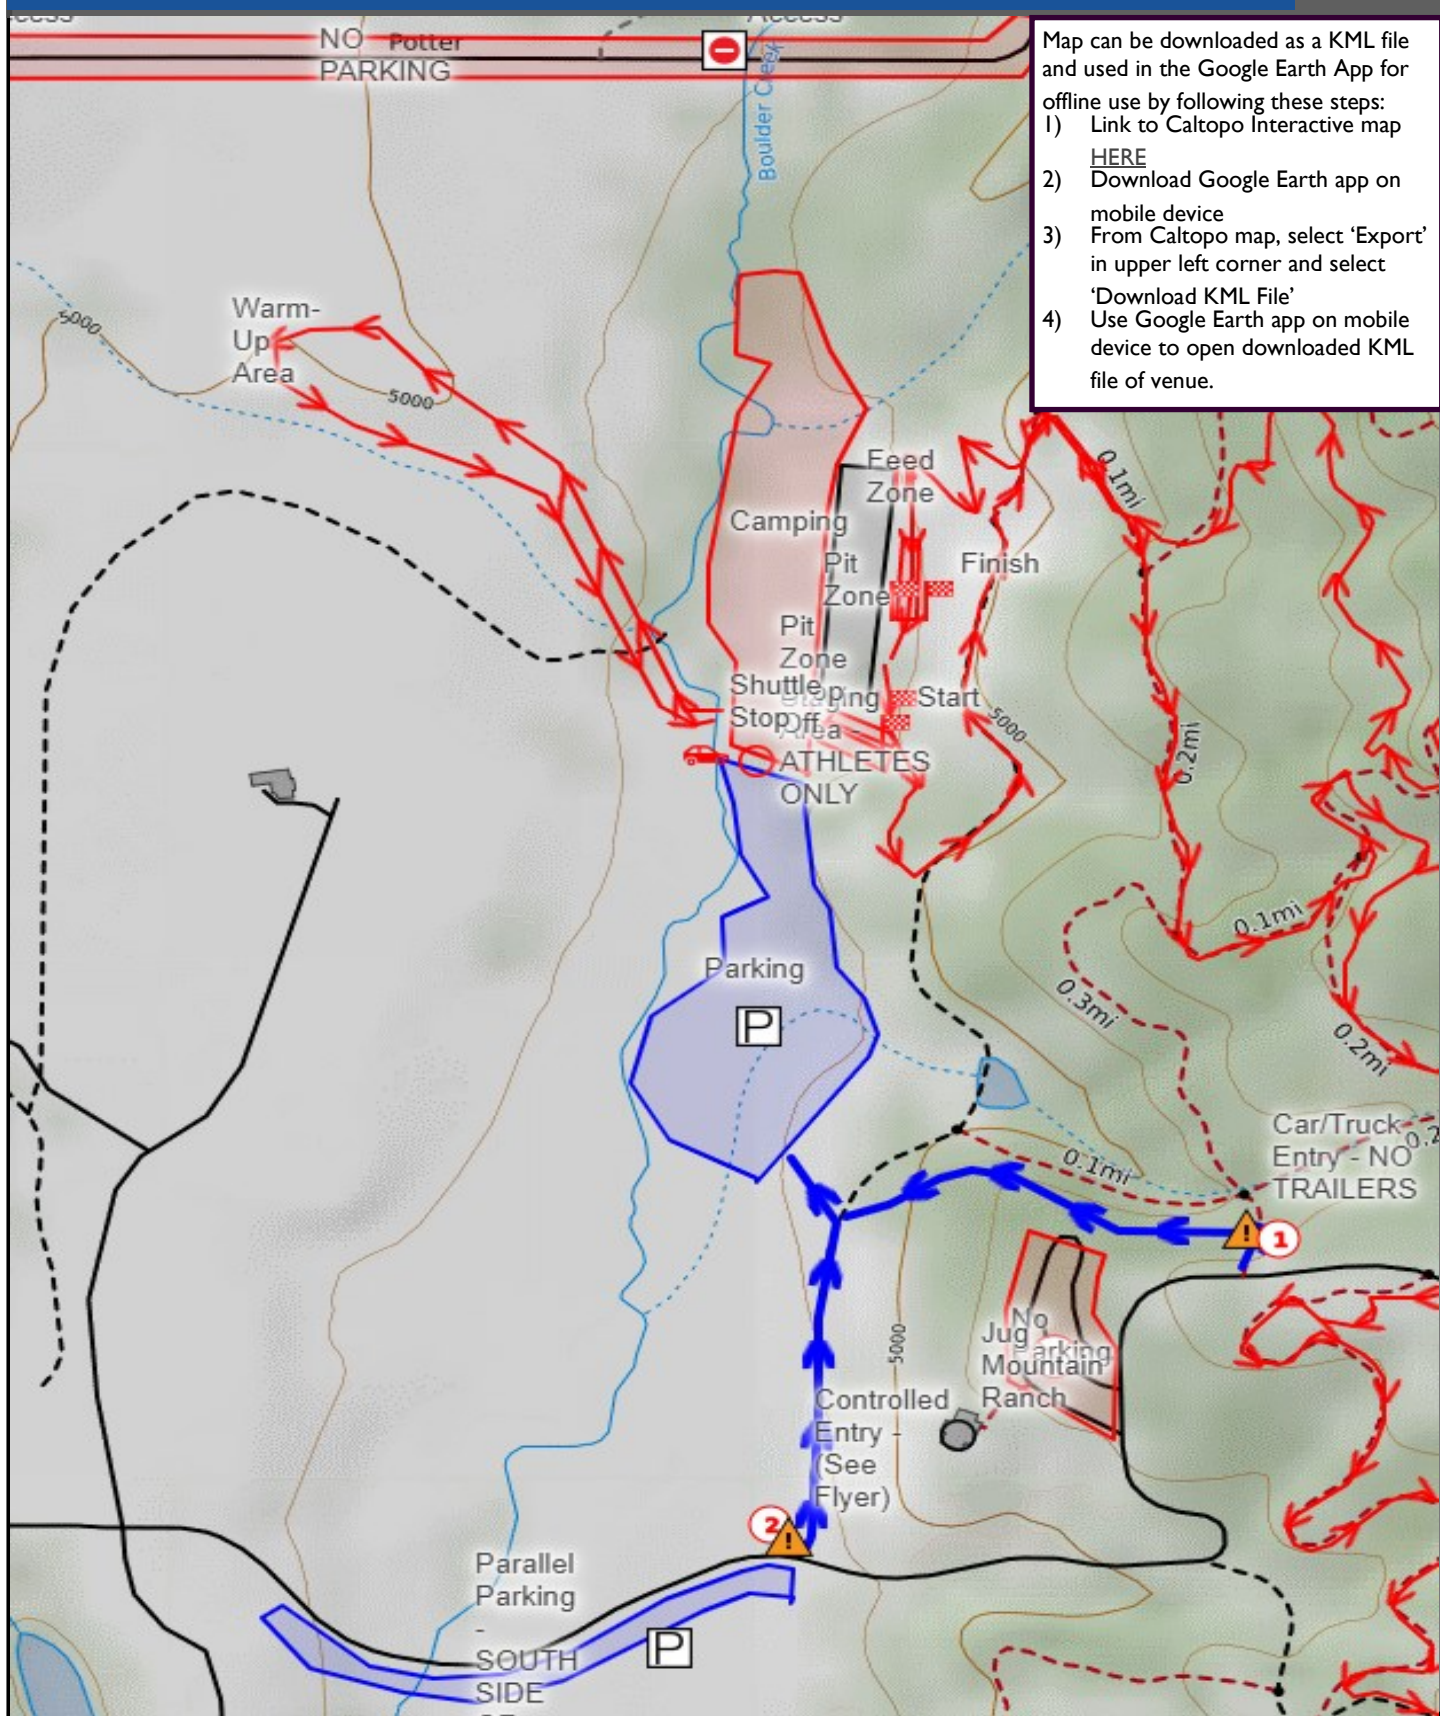 Access
NO
PARKING
Potter
Boulder Creek
Map can be downloaded as a KML file
and used in the Google Earth App for
offline use by following these steps:
1) Link to Caltopo Interactive map
HERE
2) Download Google Earth app on
mobile device
3) From Caltopo map, select ‘Export’
in upper left corner and select
‘Download KML File’
4) Use Google Earth app on mobile
device to open downloaded KML
file of venue.
Warm-
Up
Area
5000
5000
Feed
Zone
0.1mi
Camping
Pit
Zone
Finish
Pit
Zone
Shuttle
Stop
Off
Start
5000
0.2mi
ATHLETES
ONLY
0.1mi
Parking
P
0.3mi
0.2mi
Car/Truck
Entry - NO
TRAILERS
0.2
0.1mi
1
5000
No
Parking
Jug
Mountain
Ranch
Controlled
Entry -
(See
Flyer)
2
Parallel
Parking
-
SOUTH
SIDE
P